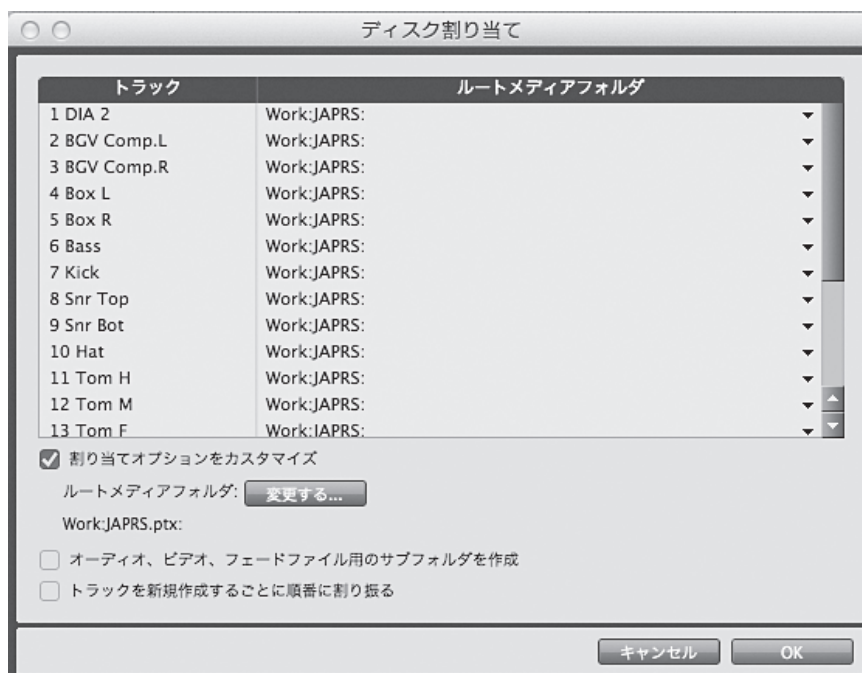 ディスク割り当て
トラック ルートメディアフォルダ
1 DIA 2 Work:JAPRS:
2 BGV Comp.L Work:JAPRS:
3 BGV Comp.R Work:JAPRS:
4 Box L Work:JAPRS:
5 Box R Work:JAPRS:
6 Bass Work:JAPRS:
7 Kick Work:JAPRS:
8 Snr Top Work:JAPRS:
9 Snr Bot Work:JAPRS:
10 Hat Work:JAPRS:
11 Tom H Work:JAPRS:
12 Tom M Work:JAPRS:
13 Tom F Work:JAPRS:
割り当てオプションをカスタマイズ
ルートメディアフォルダ: 変更する...
Work:JAPRS.ptx:
オーディオ、ビデオ、フェードファイル用のサブフォルダを作成
トラックを新規作成するごとに順番に割り振る
キャンセル OK